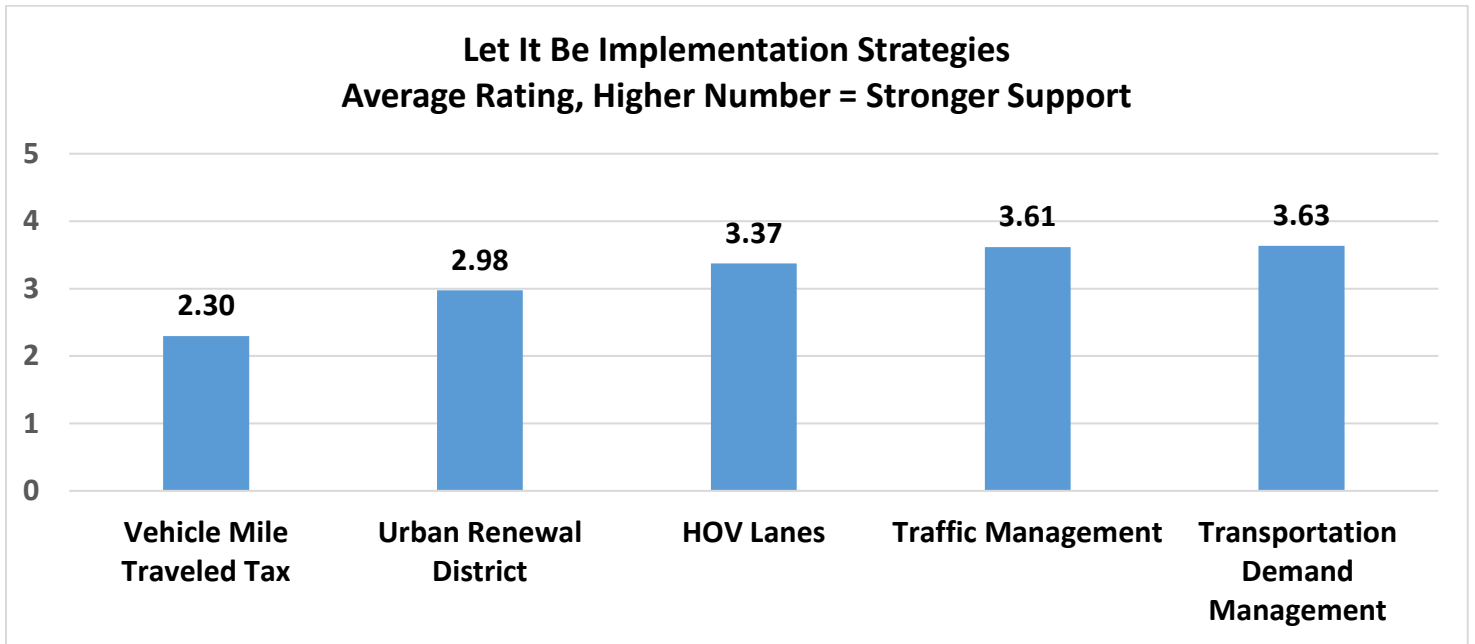 Let It Be Implementation Strategies
Average Rating, Higher Number = Stronger Support
5
4
3
2
1
0
2.30
2.98
3.37
3.61
3.63
Vehicle Mile
Traveled Tax
Urban Renewal
District
HOV Lanes
Traffic Management
Transportation
Demand
Management